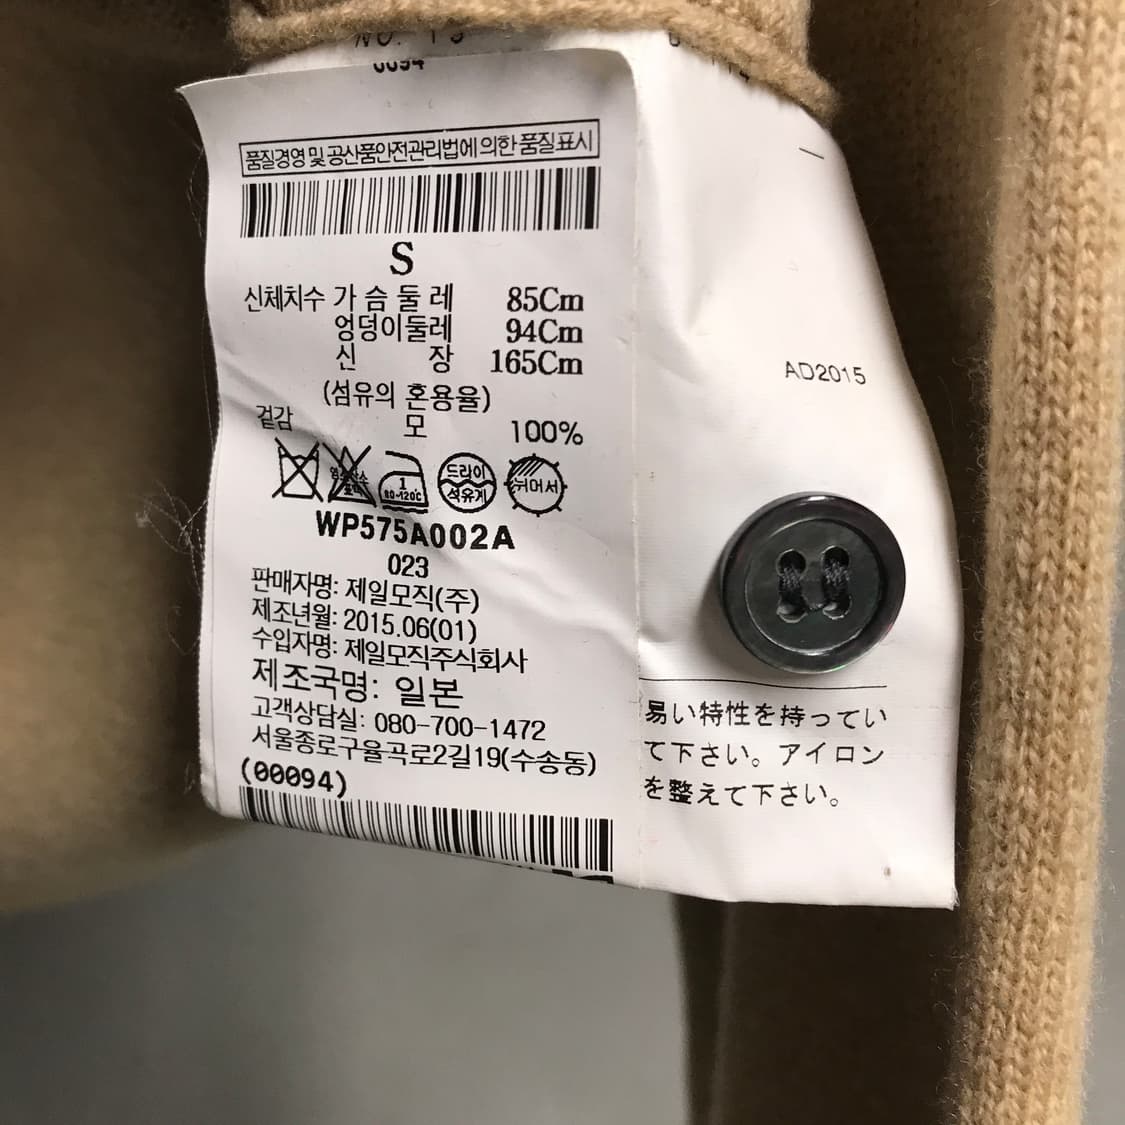 NO. 13
0094
품질경영 및 공산품안전관리법에 의한 품질표시
S
신체치수 가슴둘레 85Cm
엉덩이둘레 94Cm
신 장 165Cm
(섬유의 혼용율)
겉감 모 100%
1 80-120℃ 드라이 석유계 뉘어서
WP575A002A
023
판매자명: 제일모직(주)
제조년월: 2015.06(01)
수입자명: 제일모직주식회사
제조국명: 일본
고객상담실: 080-700-1472
서울종로구율곡로2길19(수송동)
(00094)
AD2015
易い特性を持ってい
て下さい。アイロン
を整えて下さい。